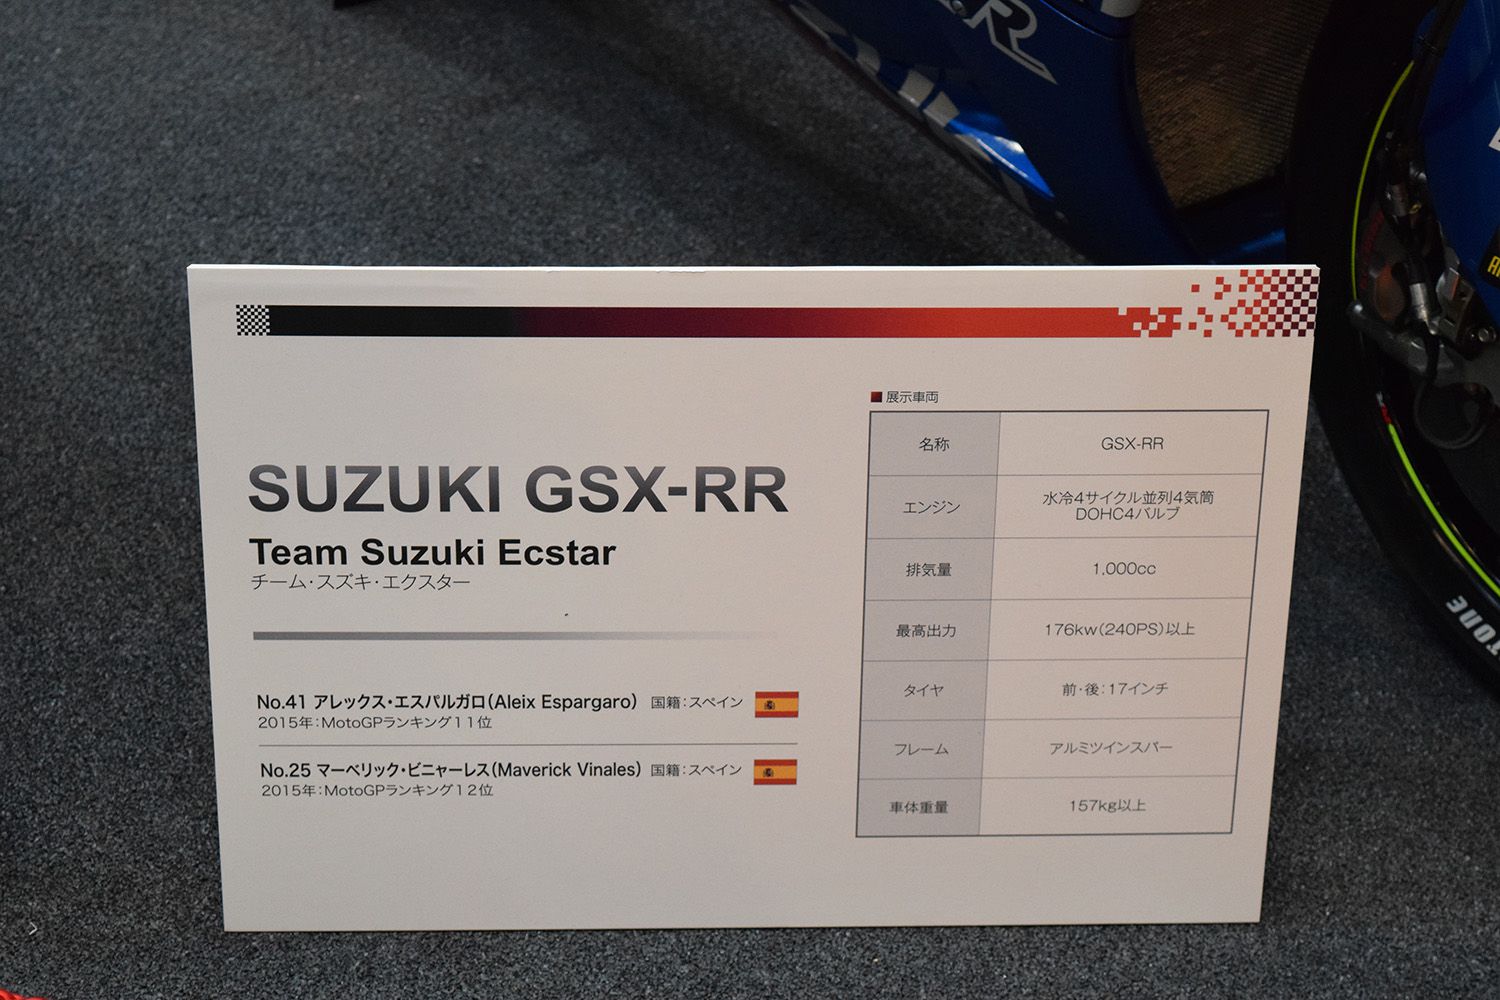 SUZUKI GSX-RR
Team Suzuki Ecstar
チーム・スズキ・エクスター
No.41 アレックス・エスパルガロ(Aleix Espargaro) 国籍：スペイン
2015年：MotoGPランキング11位
No.25 マーベリック・ビニャーレス(Maverick Vinales) 国籍：スペイン
2015年：MotoGPランキング12位
展示車両
名称 GSX-RR
エンジン 水冷4サイクル並列4気筒
DOHC4バルブ
排気量 1,000cc
最高出力 176kw(240PS)以上
タイヤ 前・後：17インチ
フレーム アルミツインスパー
車体重量 157kg以上
TONE